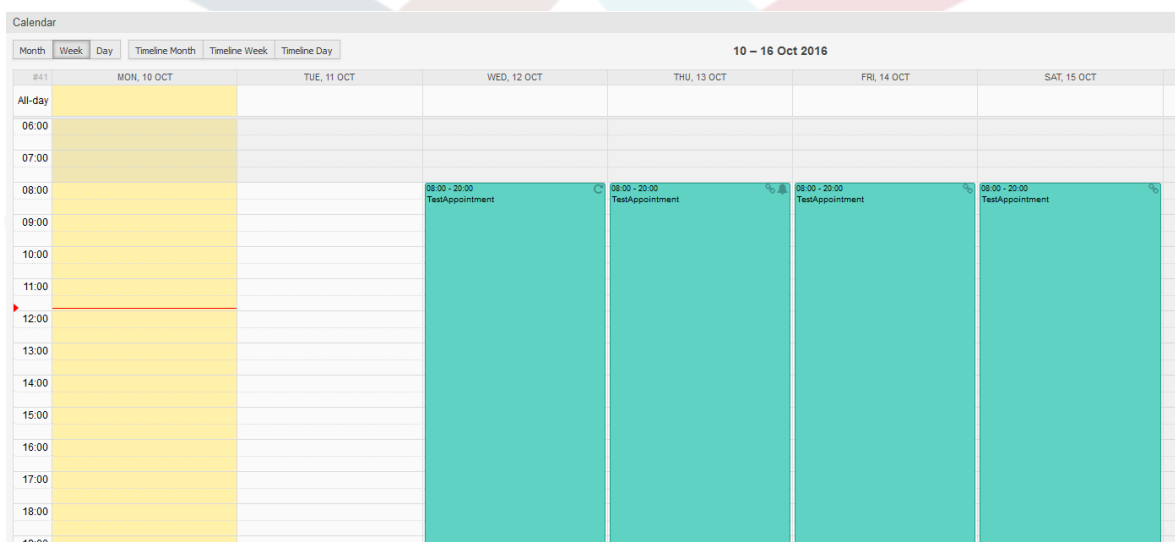 Calendar
Month Week Day Timeline Month Timeline Week Timeline Day 10 – 16 Oct 2016
#41 MON, 10 OCT TUE, 11 OCT WED, 12 OCT THU, 13 OCT FRI, 14 OCT SAT, 15 OCT
All-day
06:00
07:00
08:00 08:00 - 20:00 08:00 - 20:00 08:00 - 20:00 08:00 - 20:00
TestAppointment TestAppointment TestAppointment TestAppointment
09:00
10:00
11:00
12:00
13:00
14:00
15:00
16:00
17:00
18:00